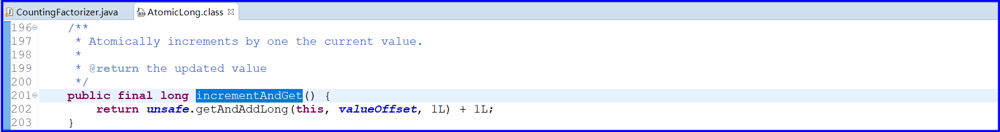 CountingFactorizer.java AtomicLong.class
196 /**
197 * Atomically increments by one the current value.
198 *
199 * @return the updated value
200 */
201 public final long incrementAndGet() {
202 return unsafe.getAndAddLong(this, valueOffset, 1L) + 1L;
203 }